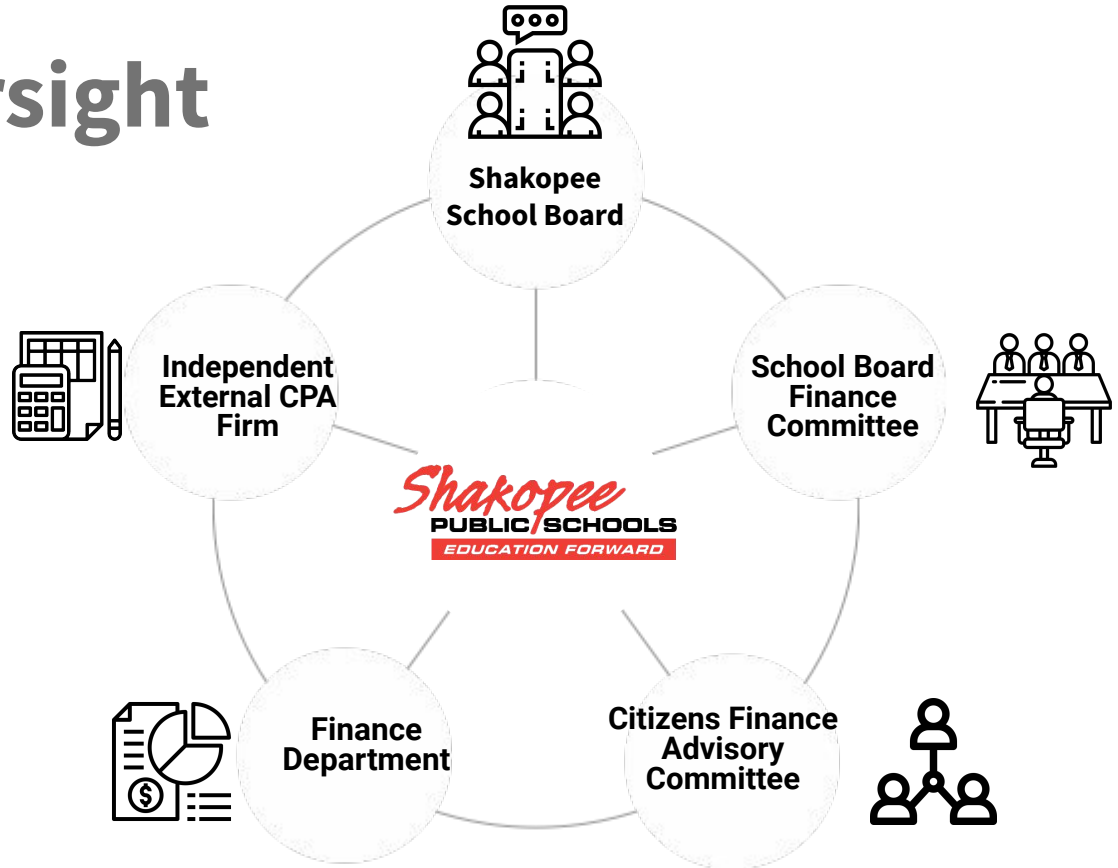 rsight
Shakopee
School Board
Independent
External CPA
Firm
School Board
Finance
Committee
Shakopee
PUBLIC SCHOOLS
EDUCATION FORWARD
Finance
Department
Citizens Finance
Advisory
Committee
$